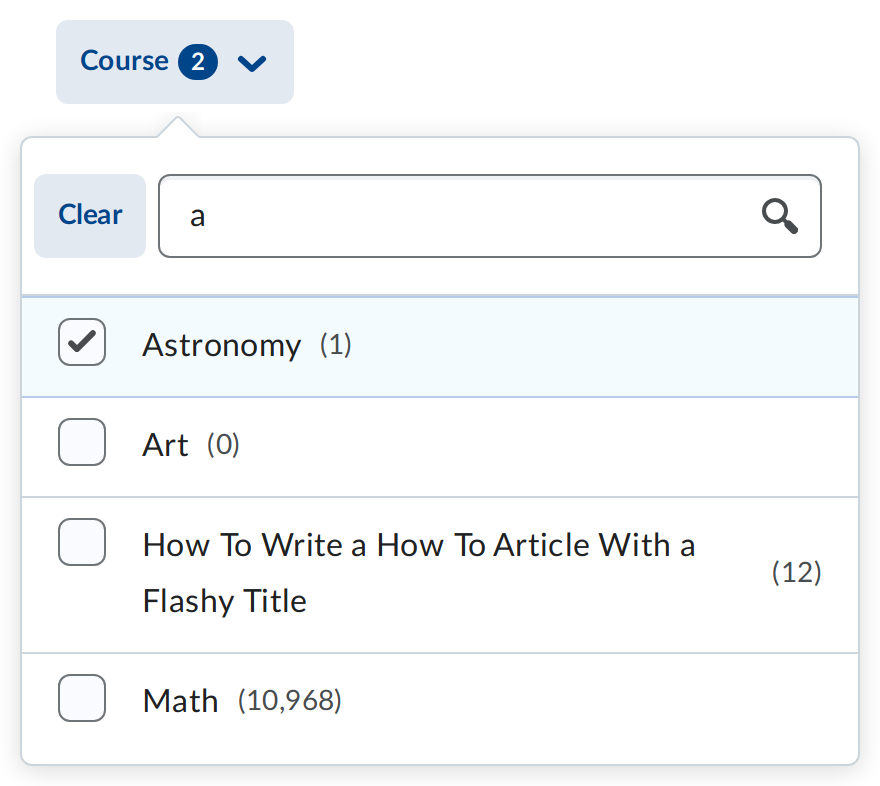 Course 2
Clear
a
Astronomy (1)
Art (0)
How To Write a How To Article With a
Flashy Title
(12)
Math (10,968)